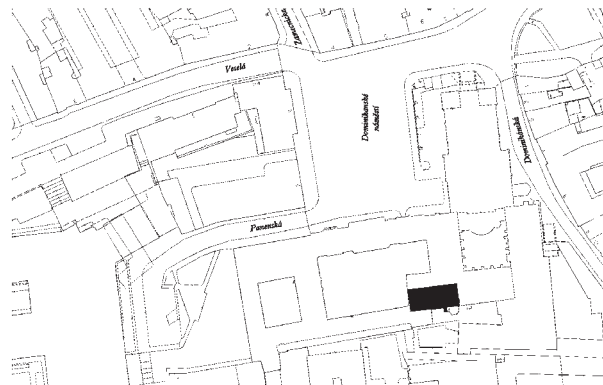 Zámečnická
Veselá
Dominikánské
náměstí
Dominikánská
Panenská